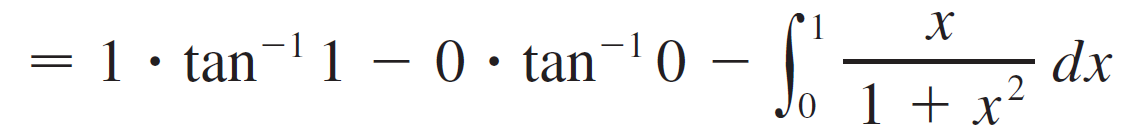 = 1 · tan⁻¹ 1 − 0 · tan⁻¹ 0 − ∫₀¹ x / (1 + x²) dx